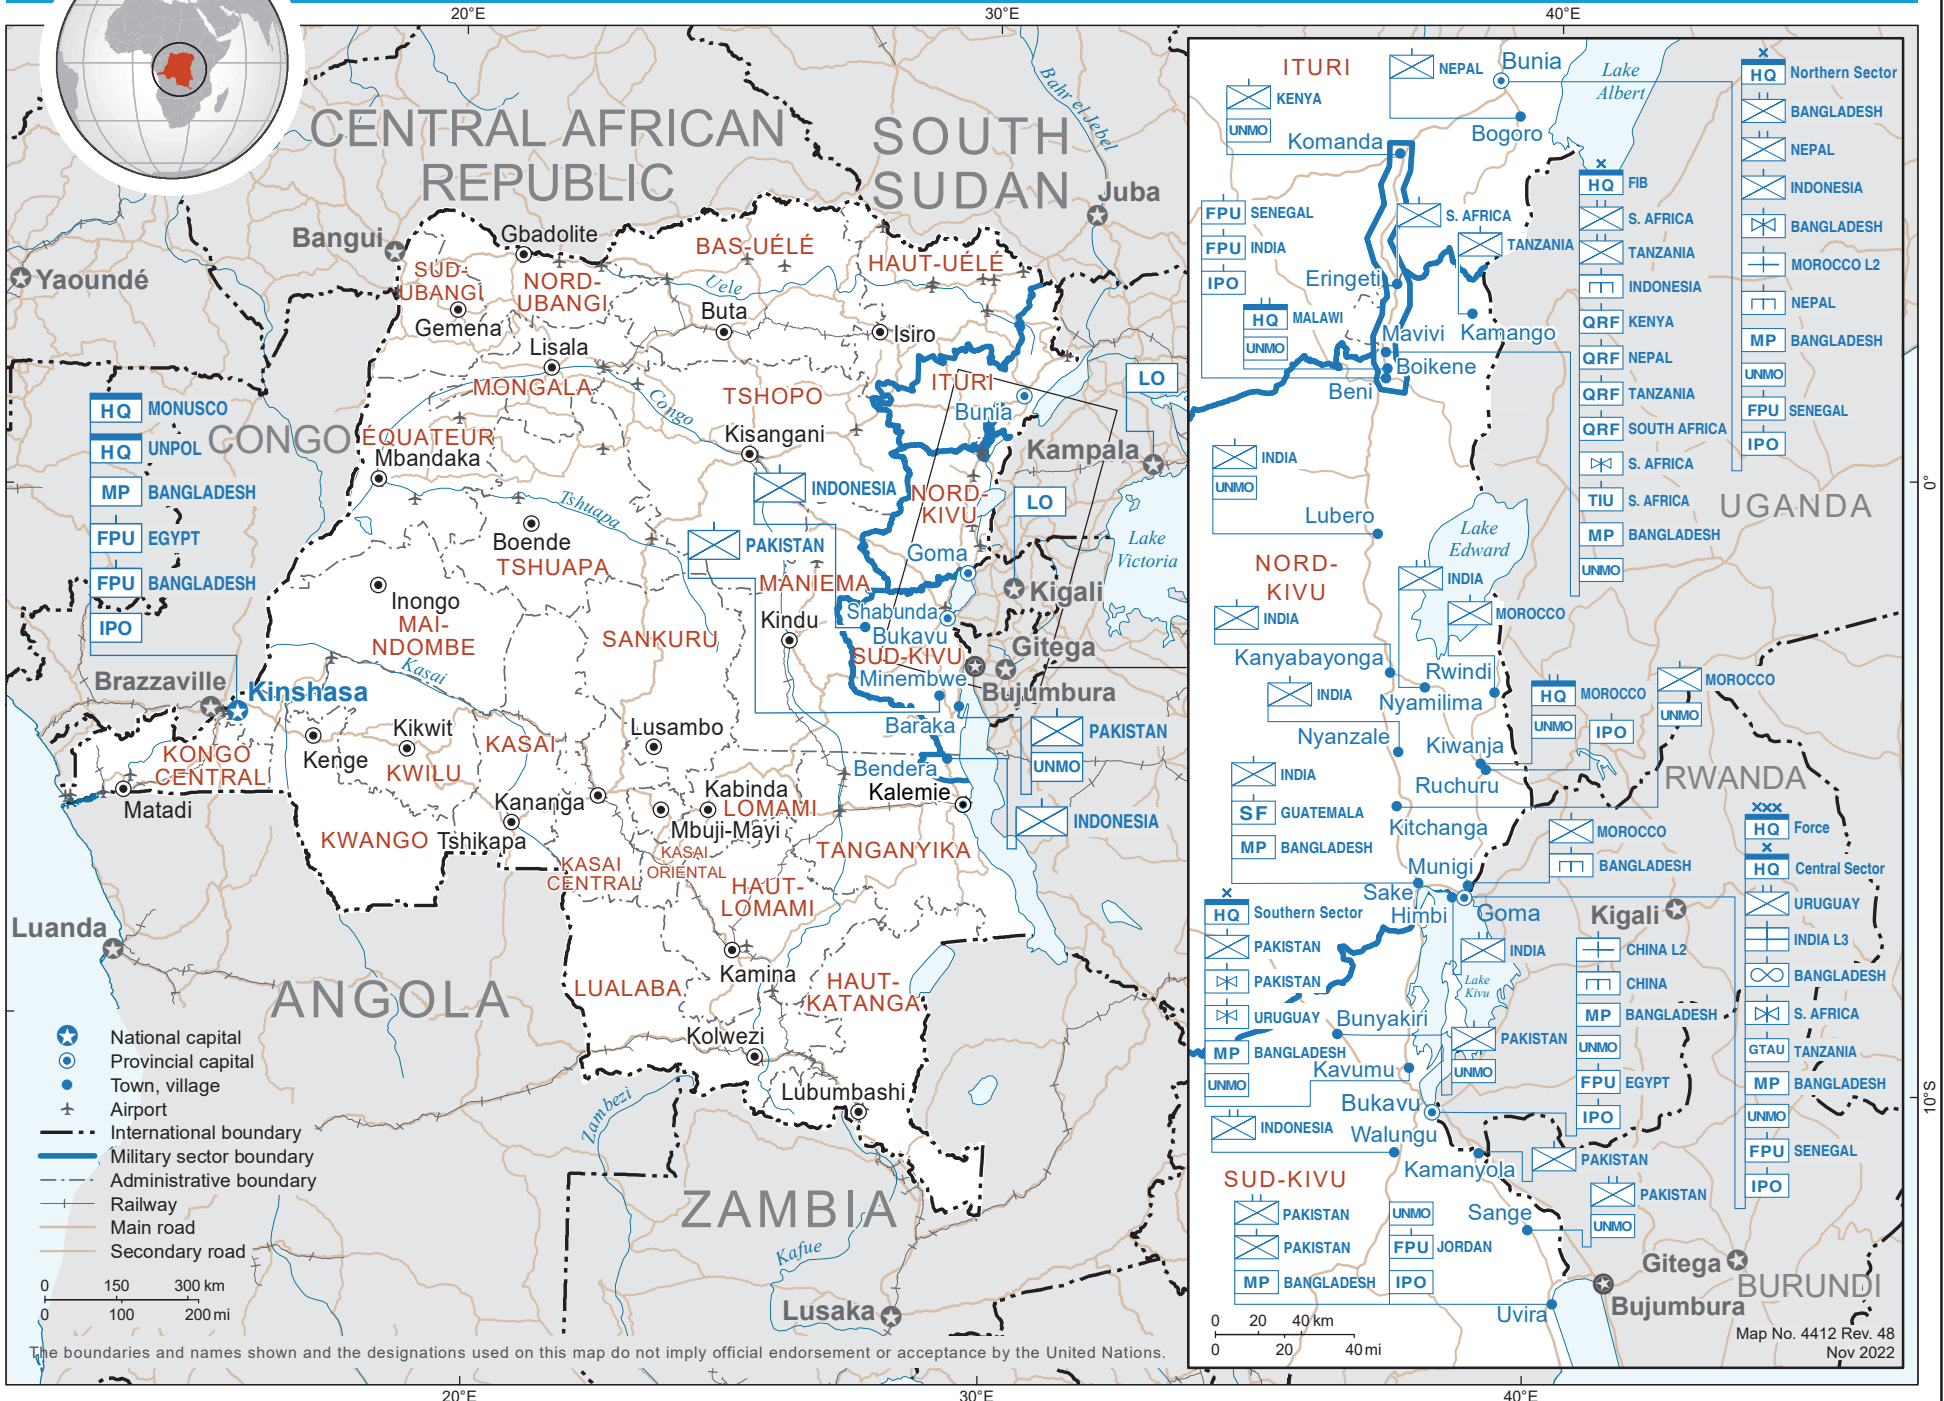 20°E
30°E
40°E
CENTRAL AFRICAN
REPUBLIC
SOUTH
SUDAN
Bahr el-Jebel
Juba
Bangui
Yaoundé
Gbadolite
BAS-UÉLÉ
HAUT-UÉLÉ
SUD-
UBANGI
NORD-
UBANGI
Uele
Gemena
Buta
Isiro
Lisala
MONGALA
TSHOPO
ITURI
Bunia
LO
HQ MONUSCO
HQ UNPOL
MP BANGLADESH
FPU EGYPT
FPU BANGLADESH
IPO
CONGO
ÉQUATEUR
Mbandaka
Congo
Kisangani
Kampala
INDONESIA
NORD-
KIVU
LO
Tshuapa
Boende
TSHUAPA
PAKISTAN
Goma
Lake
Victoria
MANIEMA
Kigali
Inongo
MAI-
NDOMBE
SANKURU
Kindu
Shabunda
Bukavu
SUD-KIVU
Minembwe
Gitega
Bujumbura
Kasai
Brazzaville
Kinshasa
Kikwit
Lusambo
Baraka
PAKISTAN
UNMO
KONGO
CENTRAL
Kenge
KWILU
KASAI
Bendera
Kalemie
Matadi
Kananga
Kabinda
LOMAMI
Mbuji-Mayi
INDONESIA
KWANGO
Tshikapa
KASAI
CENTRAL
KASAI
ORIENTAL
TANGANYIKA
HAUT-
LOMAMI
Luanda
ANGOLA
Kamina
LUALABA
HAUT-
KATANGA
Kolwezi
Lubumbashi
Zambezi
ZAMBIA
Kafue
Lusaka
National capital
Provincial capital
Town, village
Airport
International boundary
Military sector boundary
Administrative boundary
Railway
Main road
Secondary road
0 150 300 km
0 100 200 mi
The boundaries and names shown and the designations used on this map do not imply official endorsement or acceptance by the United Nations.
ITURI
NEPAL
Bunia
Lake
Albert
KENYA
UNMO
Komanda
Bogoro
HQ Northern Sector
BANGLADESH
NEPAL
INDONESIA
BANGLADESH
MOROCCO L2
NEPAL
MP BANGLADESH
UNMO
FPU SENEGAL
IPO
HQ FIB
S. AFRICA
TANZANIA
INDONESIA
QRF KENYA
QRF NEPAL
QRF TANZANIA
QRF SOUTH AFRICA
S. AFRICA
TIU S. AFRICA
MP BANGLADESH
UNMO
FPU SENEGAL
FPU INDIA
IPO
S. AFRICA
TANZANIA
Eringeti
HQ MALAWI
UNMO
Mavivi
Kamango
Boikene
Beni
INDIA
UNMO
Lubero
UGANDA
0°
Lake
Edward
NORD-
KIVU
INDIA
INDIA
MOROCCO
Kanyabayonga
Rwindi
INDIA
Nyamilima
HQ MOROCCO
UNMO
IPO
MOROCCO
UNMO
Nyanzale
Kiwanja
Ruchuru
RWANDA
INDIA
SF GUATEMALA
MP BANGLADESH
Kitchanga
MOROCCO
BANGLADESH
Munigi
Sake
Himbi
Goma
Kigali
HQ Force
HQ Central Sector
URUGUAY
INDIA L3
BANGLADESH
S. AFRICA
GTAU TANZANIA
MP BANGLADESH
UNMO
FPU SENEGAL
IPO
HQ Southern Sector
PAKISTAN
PAKISTAN
URUGUAY
MP BANGLADESH
UNMO
INDIA
Lake
Kivu
CHINA L2
CHINA
MP BANGLADESH
UNMO
FPU EGYPT
IPO
Bunyakiri
PAKISTAN
UNMO
Kavumu
Bukavu
INDONESIA
Walungu
Kamanyola
PAKISTAN
10°S
SUD-KIVU
PAKISTAN
PAKISTAN
MP BANGLADESH
UNMO
FPU JORDAN
IPO
PAKISTAN
UNMO
Sange
Gitega
BURUNDI
Bujumbura
Uvira
0 20 40 km
0 20 40 mi
Map No. 4412 Rev. 48
Nov 2022
20°E
30°E
40°E